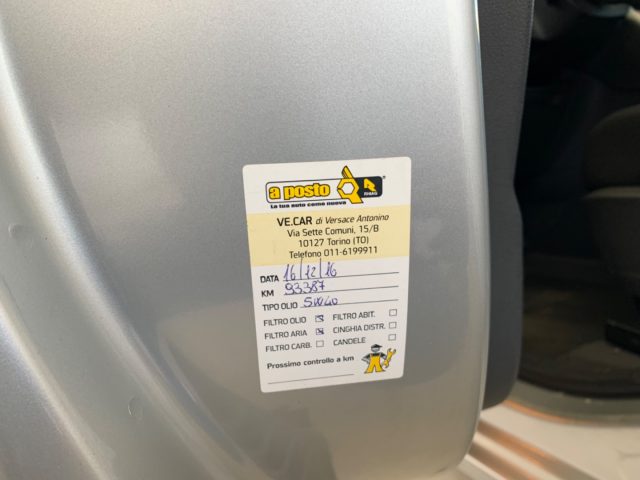 a posto
RHIAG
La tua auto come nuova
VE.CAR di Versace Antonino
Via Sette Comuni, 15/B
10127 Torino (TO)
Telefono 011-6199911
DATA 16/12/16
KM 93387
TIPO OLIO 5W40
FILTRO OLIO FILTRO ABIT.
FILTRO ARIA CINGHIA DISTR.
FILTRO CARB. CANDELE
Prossimo controllo a km